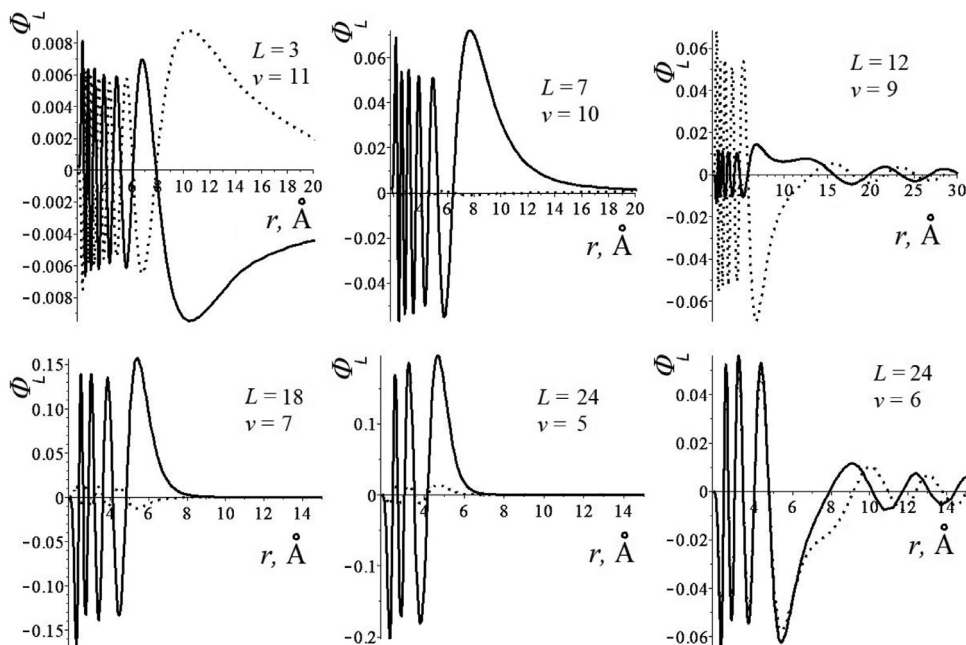 Φ_L
L = 3
v = 11
0.008
0.006
0.004
0.002
0
−0.002
−0.004
−0.006
−0.008
4 6 8 10 12 14 16 18 20
r, Å
Φ_L
L = 7
v = 10
0.06
0.04
0.02
0
−0.02
−0.04
4 6 8 10 12 14 16 18 20
r, Å
Φ_L
L = 12
v = 9
0.06
0.04
0.02
0
−0.02
−0.04
−0.06
10 15 20 25 30
r, Å
Φ_L
L = 18
v = 7
0.15
0.10
0.05
0
−0.05
−0.10
−0.15
4 6 8 10 12 14
r, Å
Φ_L
L = 24
v = 5
0.1
0
−0.1
−0.2
4 6 8 10 12 14
r, Å
Φ_L
L = 24
v = 6
0.04
0.02
0
−0.02
−0.04
−0.06
4 6 8 10 12 14
r, Å